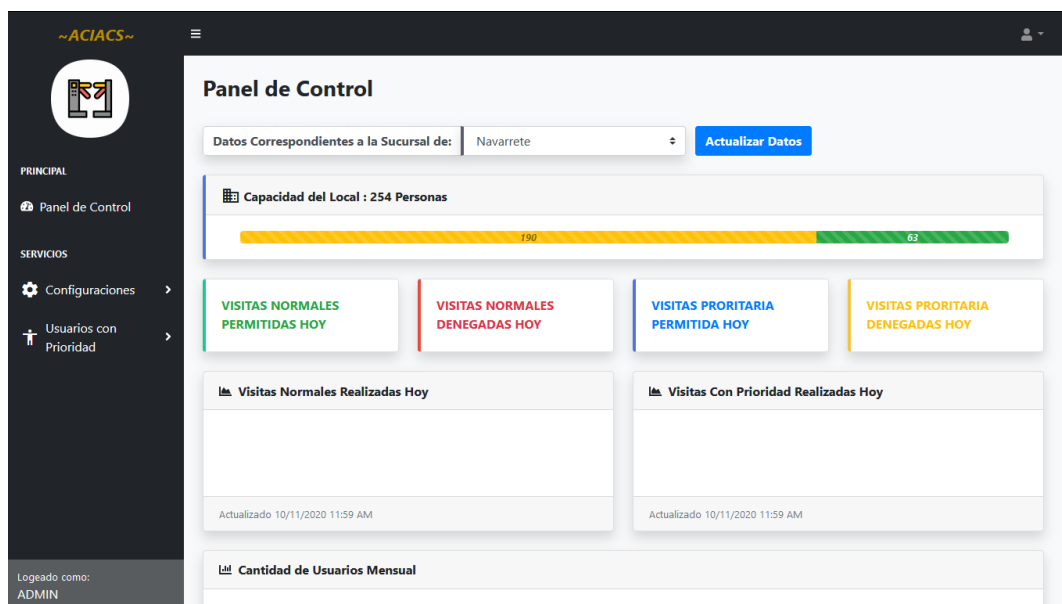 ~ACIACS~
PRINCIPAL
Panel de Control
SERVICIOS
Configuraciones
Usuarios con
Prioridad
Logeado como:
ADMIN
Panel de Control
Datos Correspondientes a la Sucursal de:
Navarrete
Actualizar Datos
Capacidad del Local : 254 Personas
190
63
VISITAS NORMALES
PERMITIDAS HOY
VISITAS NORMALES
DENEGADAS HOY
VISITAS PRORITARIA
PERMITIDA HOY
VISITAS PRORITARIA
DENEGADAS HOY
Visitas Normales Realizadas Hoy
Actualizado 10/11/2020 11:59 AM
Visitas Con Prioridad Realizadas Hoy
Actualizado 10/11/2020 11:59 AM
Cantidad de Usuarios Mensual